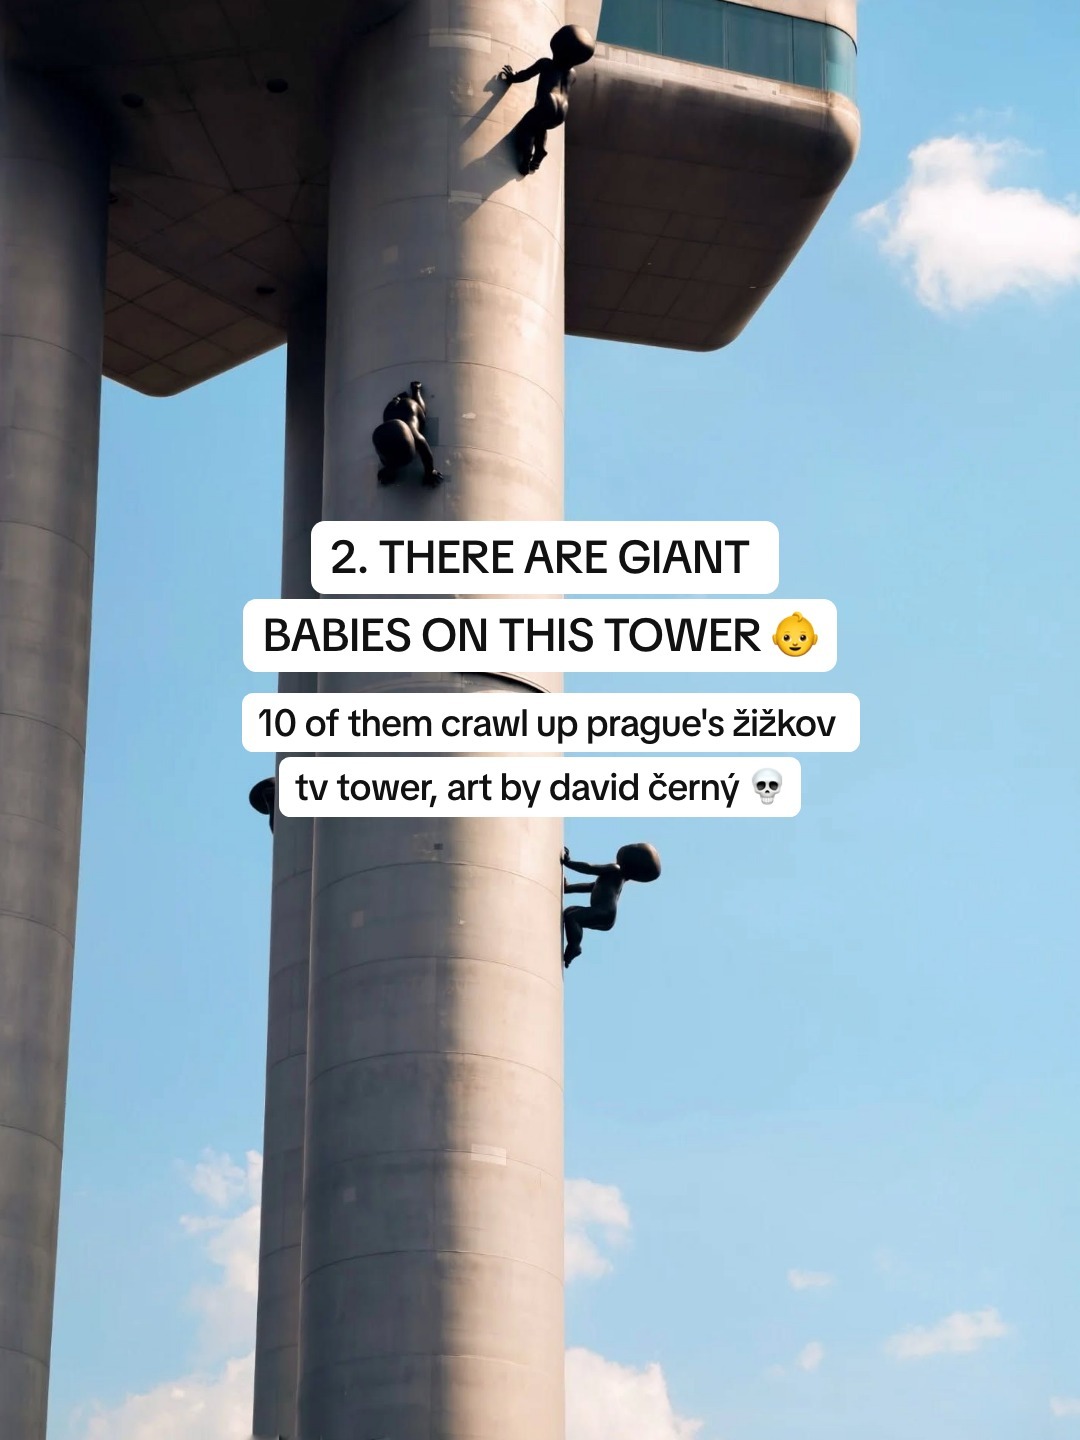 2. THERE ARE GIANT
BABIES ON THIS TOWER 👶
10 of them crawl up prague's žižkov
tv tower, art by david černý 💀